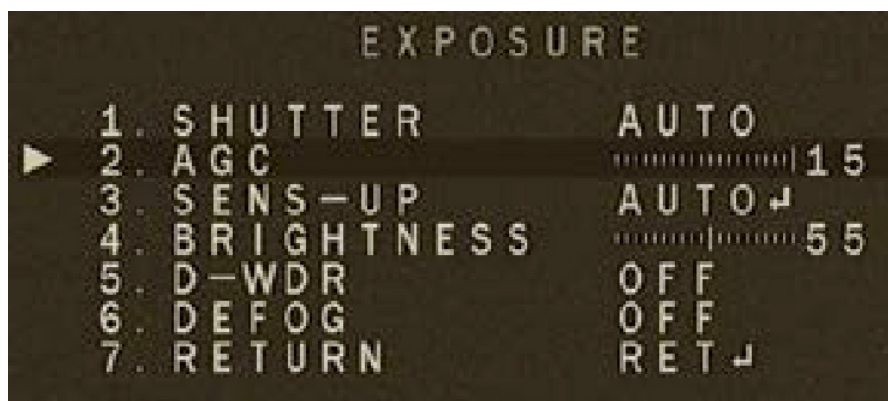 EXPOSURE
1. SHUTTER AUTO
2. AGC 15
3. SENS-UP AUTO↲
4. BRIGHTNESS 55
5. D-WDR OFF
6. DEFOG OFF
7. RETURN RET↲